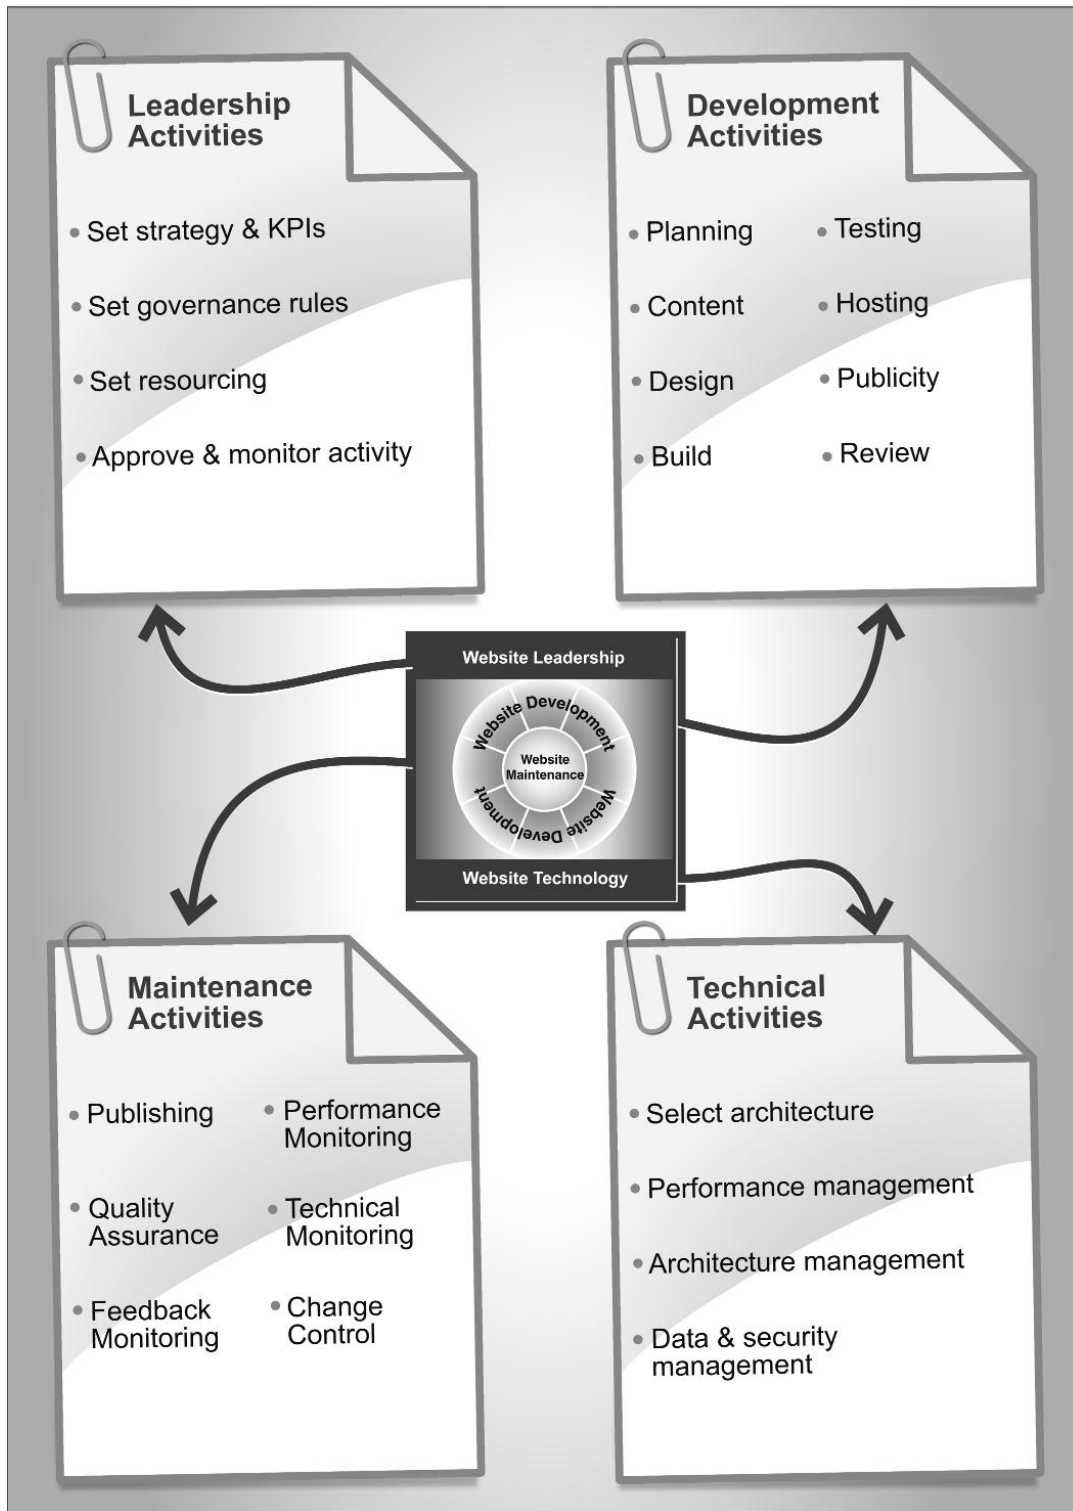 Leadership
Activities
Set strategy & KPIs
Set governance rules
Set resourcing
Approve & monitor activity
Development
Activities
Planning
Content
Design
Build
Testing
Hosting
Publicity
Review
Website Leadership
Website Development
Website
Maintenance
Website Development
Website Technology
Maintenance
Activities
Publishing
Quality
Assurance
Feedback
Monitoring
Performance
Monitoring
Technical
Monitoring
Change
Control
Technical
Activities
Select architecture
Performance management
Architecture management
Data & security
management